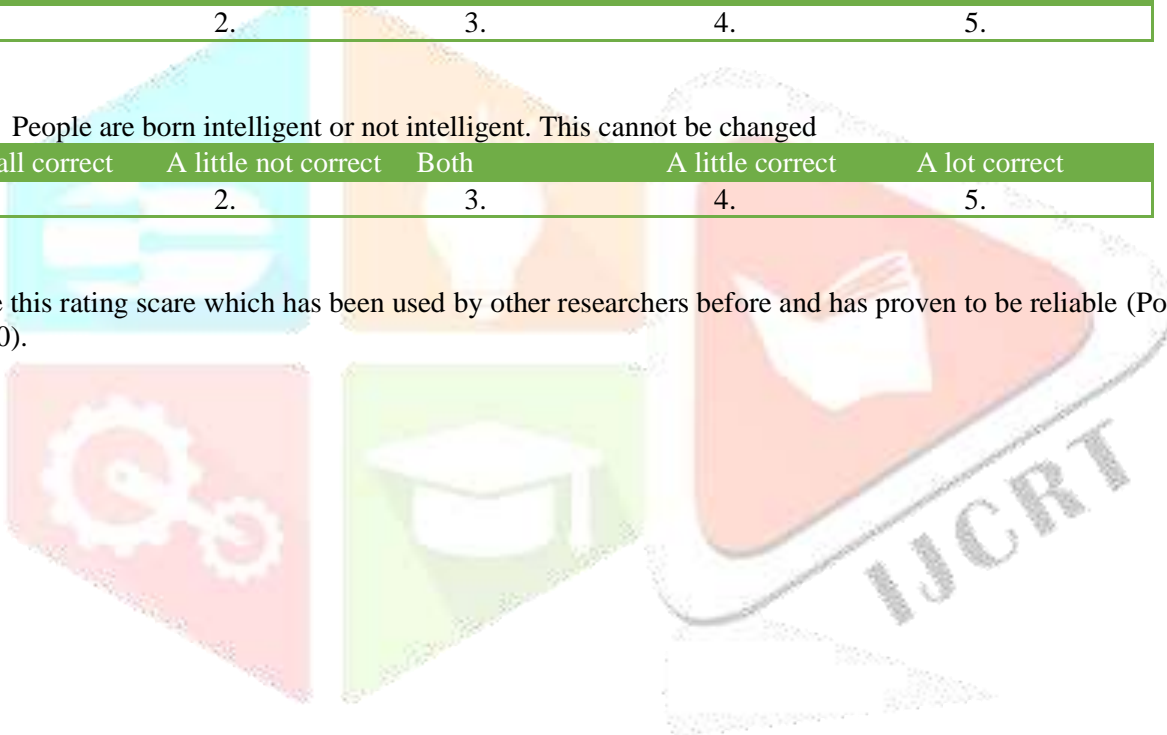 2. 3. 4. 5.
People are born intelligent or not intelligent. This cannot be changed
all correct A little not correct Both A little correct A lot correct
2. 3. 4. 5.
this rating scare which has been used by other researchers before and has proven to be reliable (Po
0).
IJCRT